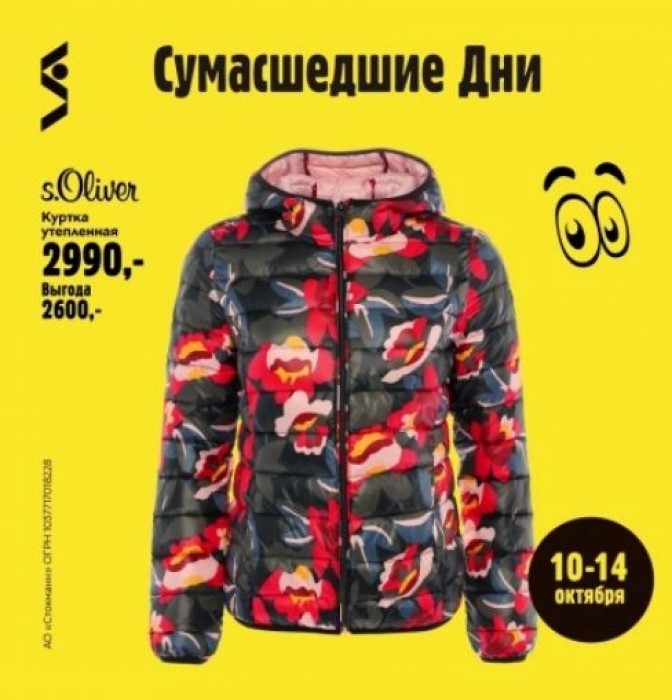 Сумасшедшие Дни
s.Oliver
Куртка
утепленная
2990,-
Выгода
2600,-
АО «Стокманн» ОГРН 1037717018228
10-14
октября